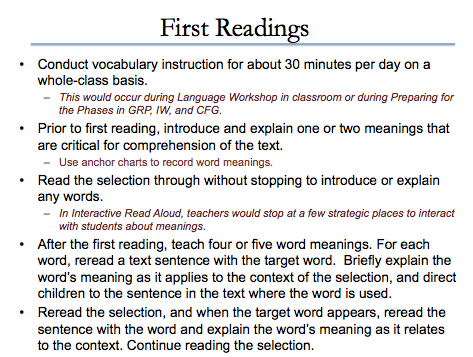 First Readings
• Conduct vocabulary instruction for about 30 minutes per day on a
whole-class basis.
– This would occur during Language Workshop in classroom or during Preparing for
the Phases in GRP, IW, and CFG.
• Prior to first reading, introduce and explain one or two meanings that
are critical for comprehension of the text.
– Use anchor charts to record word meanings.
• Read the selection through without stopping to introduce or explain
any words.
– In Interactive Read Aloud, teachers would stop at a few strategic places to interact
with students about meanings.
• After the first reading, teach four or five word meanings. For each
word, reread a text sentence with the target word. Briefly explain the
word's meaning as it applies to the context of the selection, and direct
children to the sentence in the text where the word is used.
• Reread the selection, and when the target word appears, reread the
sentence with the word and explain the word's meaning as it relates
to the context. Continue reading the selection.